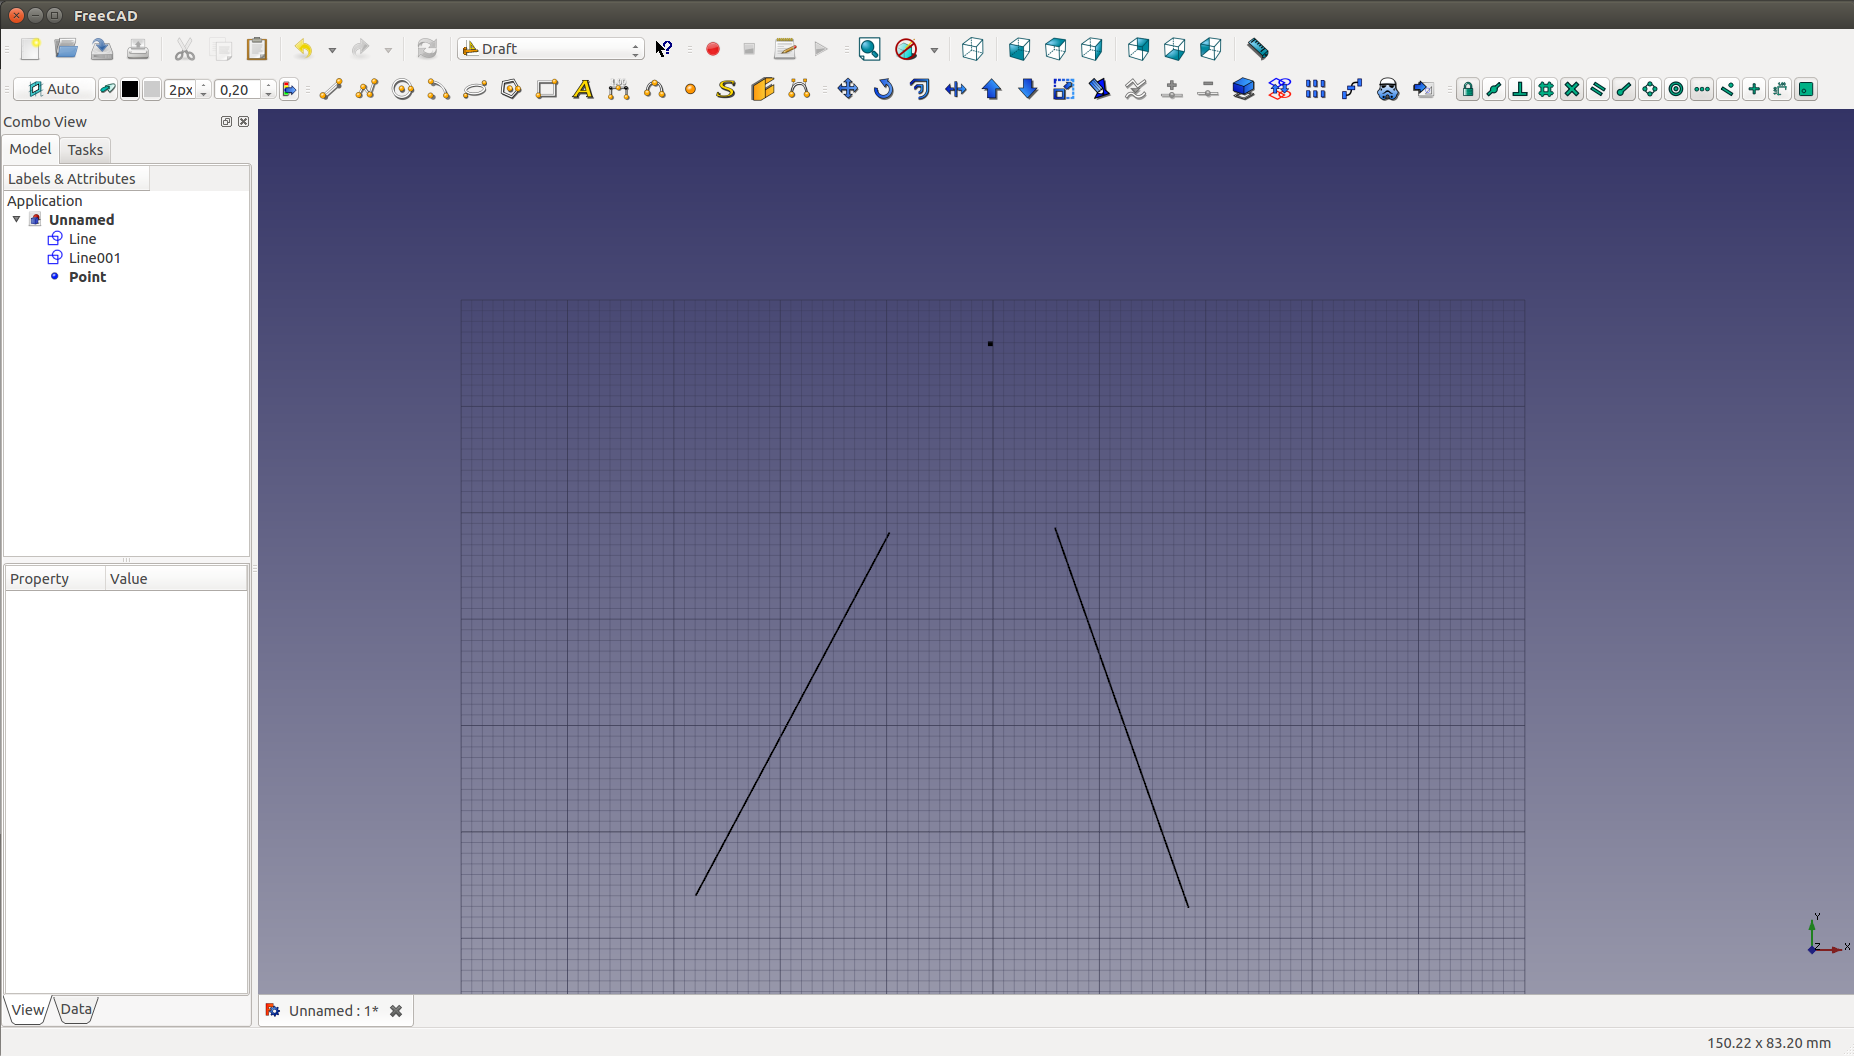 FreeCAD
Draft
Auto
2px
0,20
Combo View
Model
Tasks
Labels & Attributes
Application
Unnamed
Line
Line001
Point
Property
Value
Y
Z
X
View
Data
Unnamed : 1*
150.22 x 83.20 mm